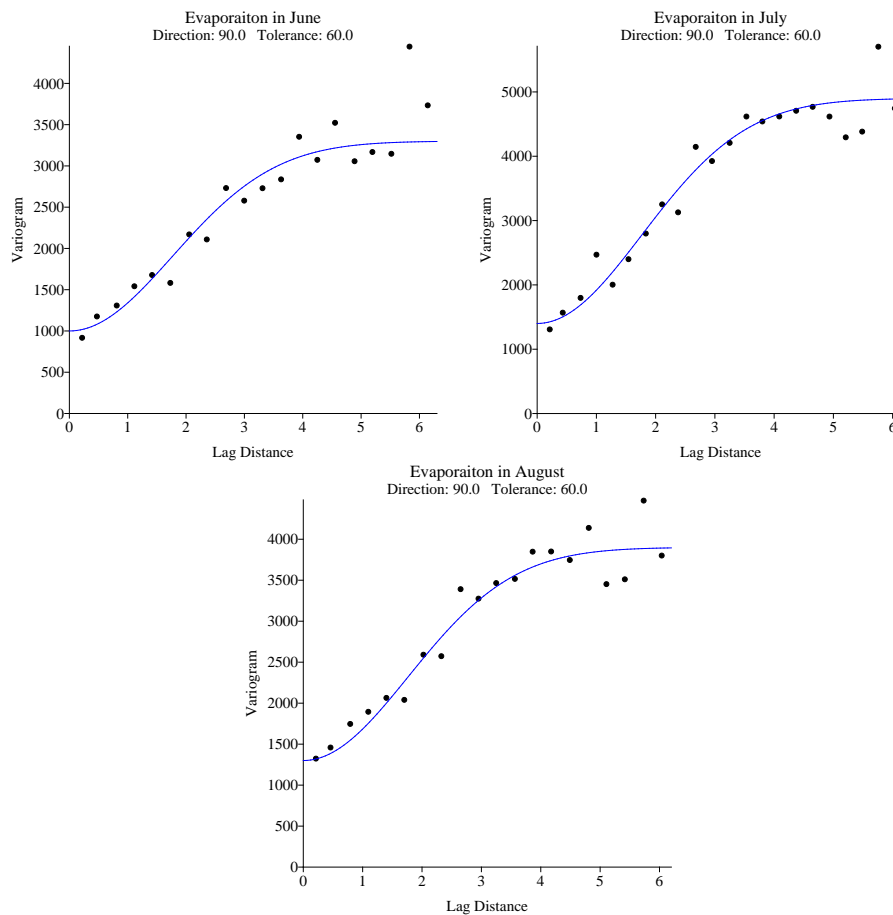 Evaporaiton in June
Direction: 90.0 Tolerance: 60.0
4000
3500
3000
2500
2000
1500
1000
500
0
Variogram
0 1 2 3 4 5 6
Lag Distance
Evaporaiton in July
Direction: 90.0 Tolerance: 60.0
5000
4000
3000
2000
1000
0
Variogram
0 1 2 3 4 5 6
Lag Distance
Evaporaiton in August
Direction: 90.0 Tolerance: 60.0
4000
3500
3000
2500
2000
1500
1000
500
0
Variogram
0 1 2 3 4 5 6
Lag Distance